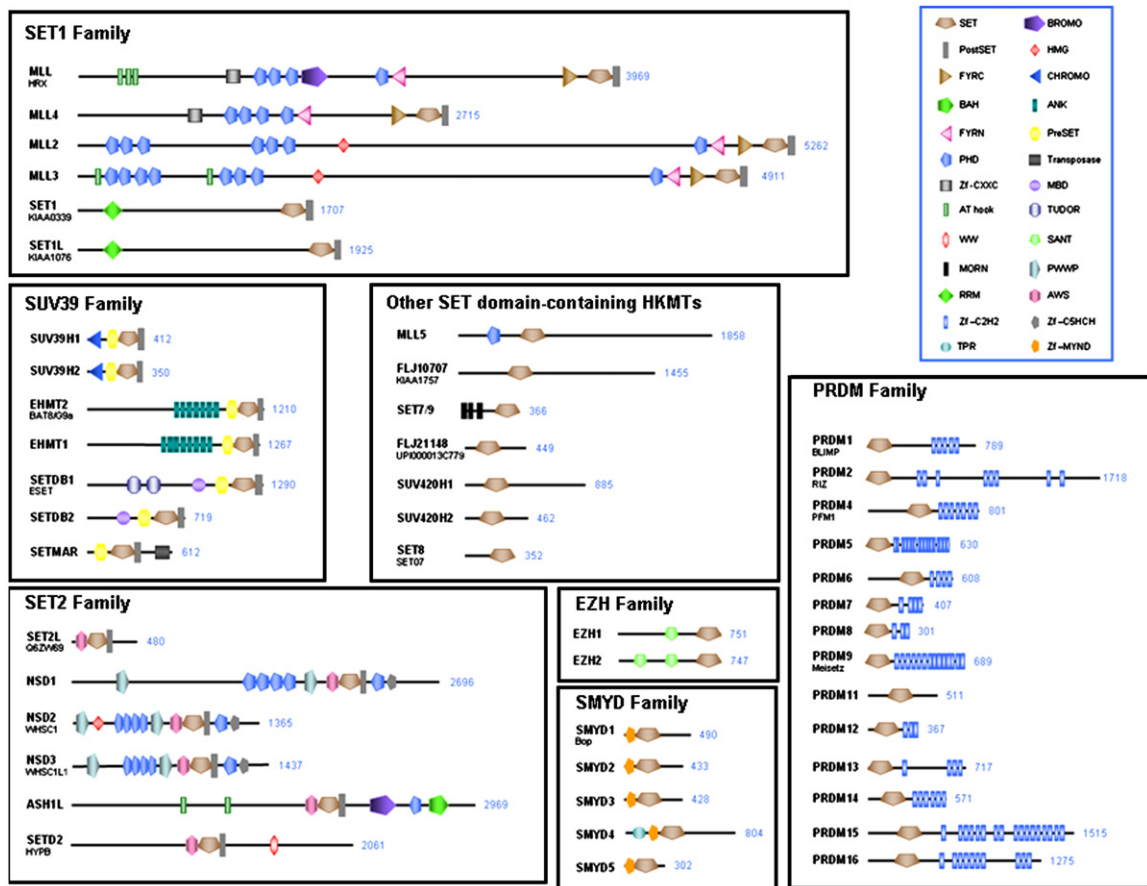 SET1 Family
MLL
HRX
3969
MLL4
2715
MLL2
5262
MLL3
4911
SET1
KIAA0339
1707
SET1L
KIAA1076
1925
SET BROMO
PostSET HMG
FYRC CHROMO
BAH ANK
FYRN PreSET
PHD Transposase
Zf-CXXC MBD
AT hook TUDOR
WW SANT
MORN PWWP
RRM AWS
Zf-C2H2 Zf-C5HCH
TPR Zf-MYND
SUV39 Family
SUV39H1 412
SUV39H2 350
EHMT2
BAT8/G9a
1210
EHMT1 1267
SETDB1
ESET
1290
SETDB2 719
SETMAR 612
Other SET domain-containing HKMTs
MLL5 1858
FLJ10707
KIAA1757
1455
SET7/9 366
FLJ21148
UPI000013C779
449
SUV420H1 885
SUV420H2 462
SET8
SET07
352
PRDM Family
PRDM1
BLIMP
789
PRDM2
RIZ
1718
PRDM4
PFM1
801
PRDM5 630
PRDM6 608
PRDM7 407
PRDM8 301
PRDM9
Meisetz
689
PRDM11 511
PRDM12 367
PRDM13 717
PRDM14 571
PRDM15 1515
PRDM16 1275
SET2 Family
SET2L
Q6ZW69
480
NSD1 2696
NSD2
WHSC1
1365
NSD3
WHSC1L1
1437
ASH1L 2969
SETD2
HYPB
2061
EZH Family
EZH1 751
EZH2 747
SMYD Family
SMYD1
Bop
490
SMYD2 433
SMYD3 428
SMYD4 804
SMYD5 302